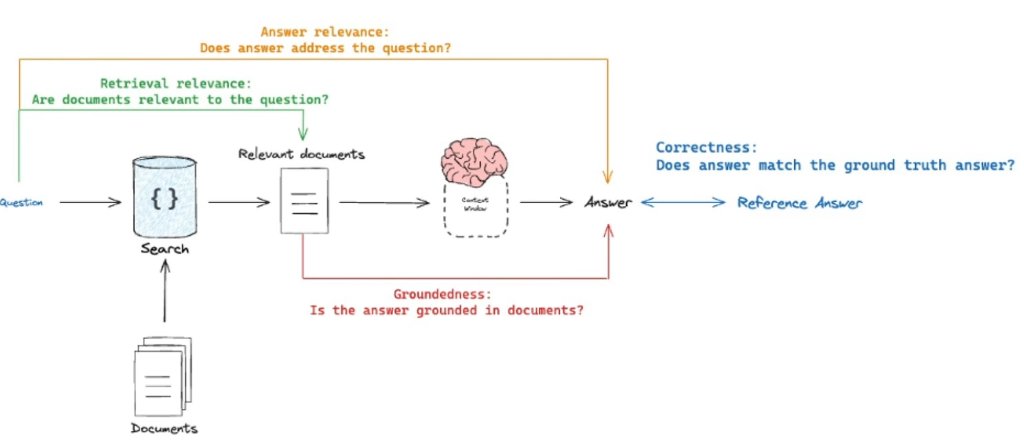 Answer relevance:
Does answer address the question?
Retrieval relevance:
Are documents relevant to the question?
Relevant documents
Correctness:
Does answer match the ground truth answer?
Question
{}
Context
Window
Answer
Reference Answer
Search
Groundedness:
Is the answer grounded in documents?
Documents